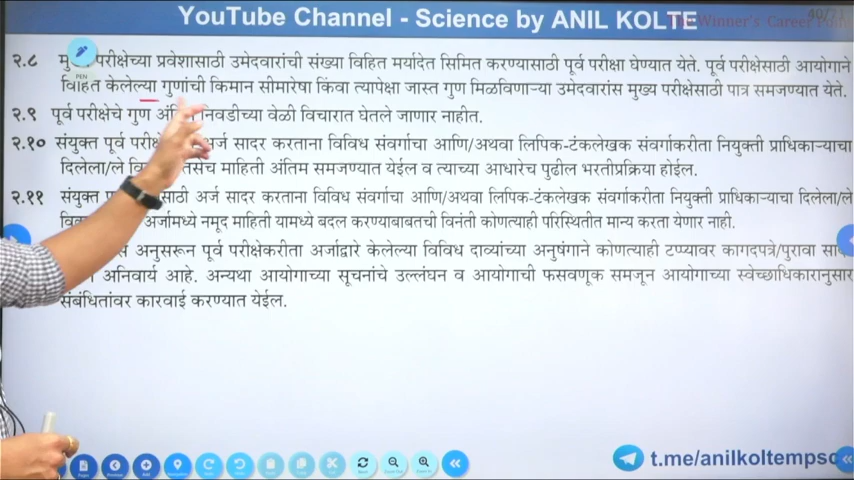 YouTube Channel - Science by ANIL KOLTE
The Winner's Career
२.८ परीक्षेच्या प्रवेशासाठी उमेदवारांची संख्या विहित मर्यादेत सिमित करण्यासाठी पूर्व परीक्षा घेण्यात येते. पूर्व परीक्षेसाठी आयोगाने
विहित केलेल्या गुणांची किमान सीमारेषा किंवा त्यापेक्षा जास्त गुण मिळविणाऱ्या उमेदवारांस मुख्य परीक्षेसाठी पात्र समजण्यात येते.
PEN
२.९ पूर्व परीक्षेचे गुण निवडीच्या वेळी विचारात घेतले जाणार नाहीत.
२.१० संयुक्त पूर्व अर्ज सादर करताना विविध संवर्गाचा आणि/अथवा लिपिक-टंकलेखक संवर्गाकरीता नियुक्ती प्राधिकाऱ्याचा
दिलेला/ले माहिती अंतिम समजण्यात येईल व त्याच्या आधारेच पुढील भरतीप्रक्रिया होईल.
२.११ संयुक्त अर्ज सादर करताना विविध संवर्गाचा आणि/अथवा लिपिक-टंकलेखक संवर्गाकरीता नियुक्ती प्राधिकाऱ्याचा दिलेला/ले
अर्जामध्ये नमूद माहिती यामध्ये बदल करण्याबाबतची विनंती कोणत्याही परिस्थितीत मान्य करता येणार नाही.
अनुसरून पूर्व परीक्षेकरीता अर्जाद्वारे केलेल्या विविध दाव्यांच्या अनुषंगाने कोणत्याही टप्प्यावर कागदपत्रे/पुरावा
अनिवार्य आहे. अन्यथा आयोगाच्या सूचनांचे उल्लंघन व आयोगाची फसवणूक समजून आयोगाच्या स्वेच्छाधिकारानुसार
संबंधितांवर कारवाई करण्यात येईल.
t.me/anilkoltempsc